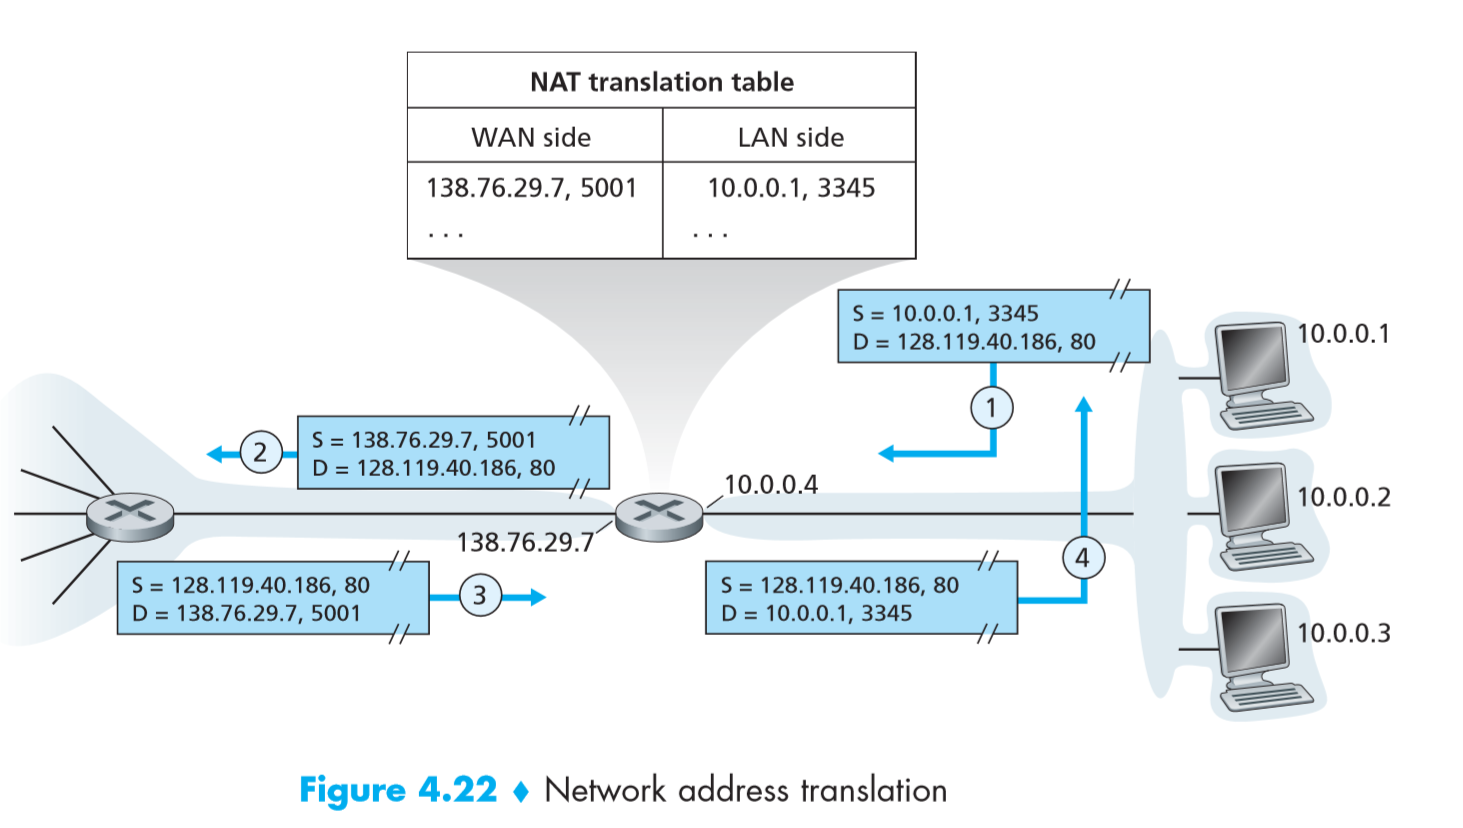 NAT translation table
WAN side
LAN side
138.76.29.7, 5001
10.0.0.1, 3345
. . .
. . .
S = 10.0.0.1, 3345
D = 128.119.40.186, 80
10.0.0.1
1
2
S = 138.76.29.7, 5001
D = 128.119.40.186, 80
10.0.0.4
10.0.0.2
138.76.29.7
4
S = 128.119.40.186, 80
D = 138.76.29.7, 5001
3
S = 128.119.40.186, 80
D = 10.0.0.1, 3345
10.0.0.3
Figure 4.22 ♦ Network address translation